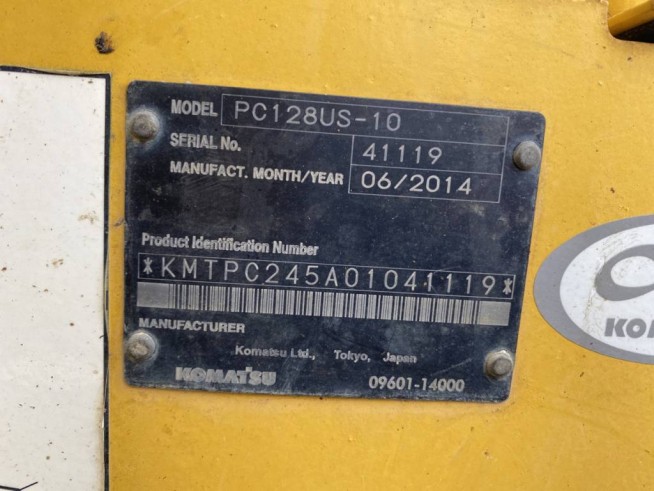 MODEL PC128US-10
SERIAL No. 41119
MANUFACT. MONTH/YEAR 06/2014
Product Identification Number
*KMTPC245A01041119*
MANUFACTURER
Komatsu Ltd., Tokyo, Japan
KOMATSU 09601-14000